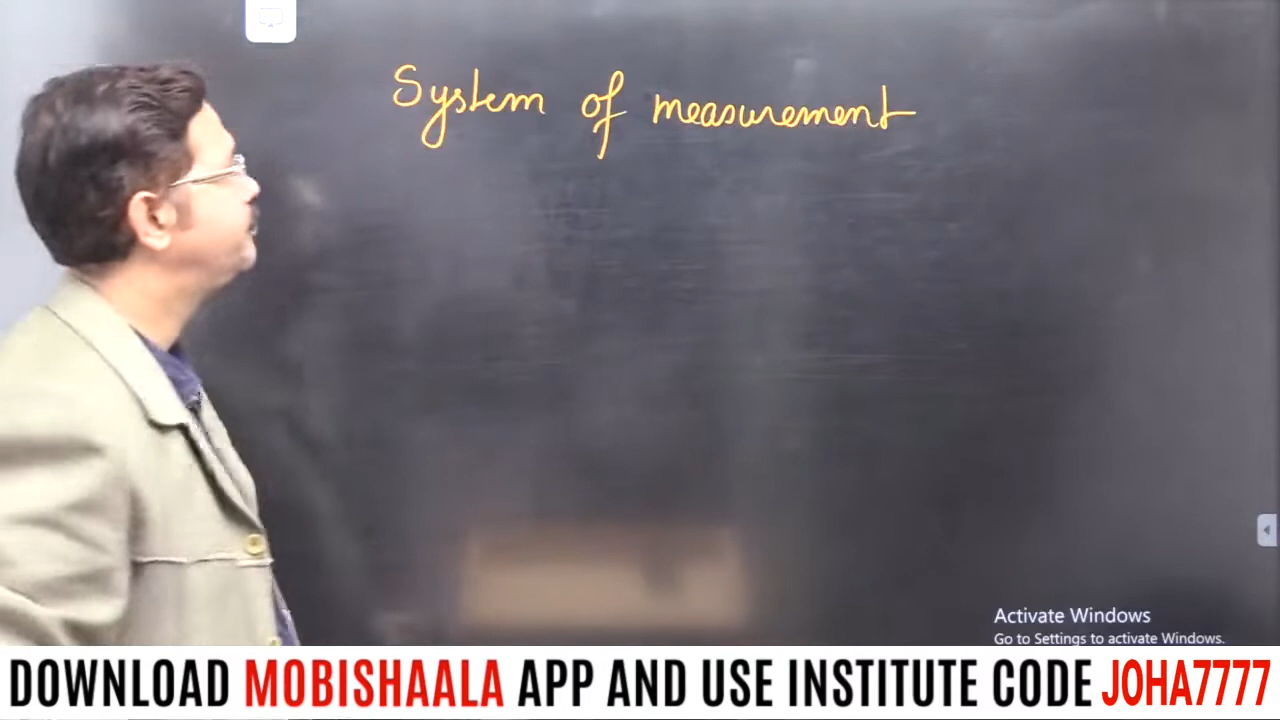 System of measurement
Activate Windows
Go to Settings to activate Windows.
DOWNLOAD MOBISHAALA APP AND USE INSTITUTE CODE JOHA7777